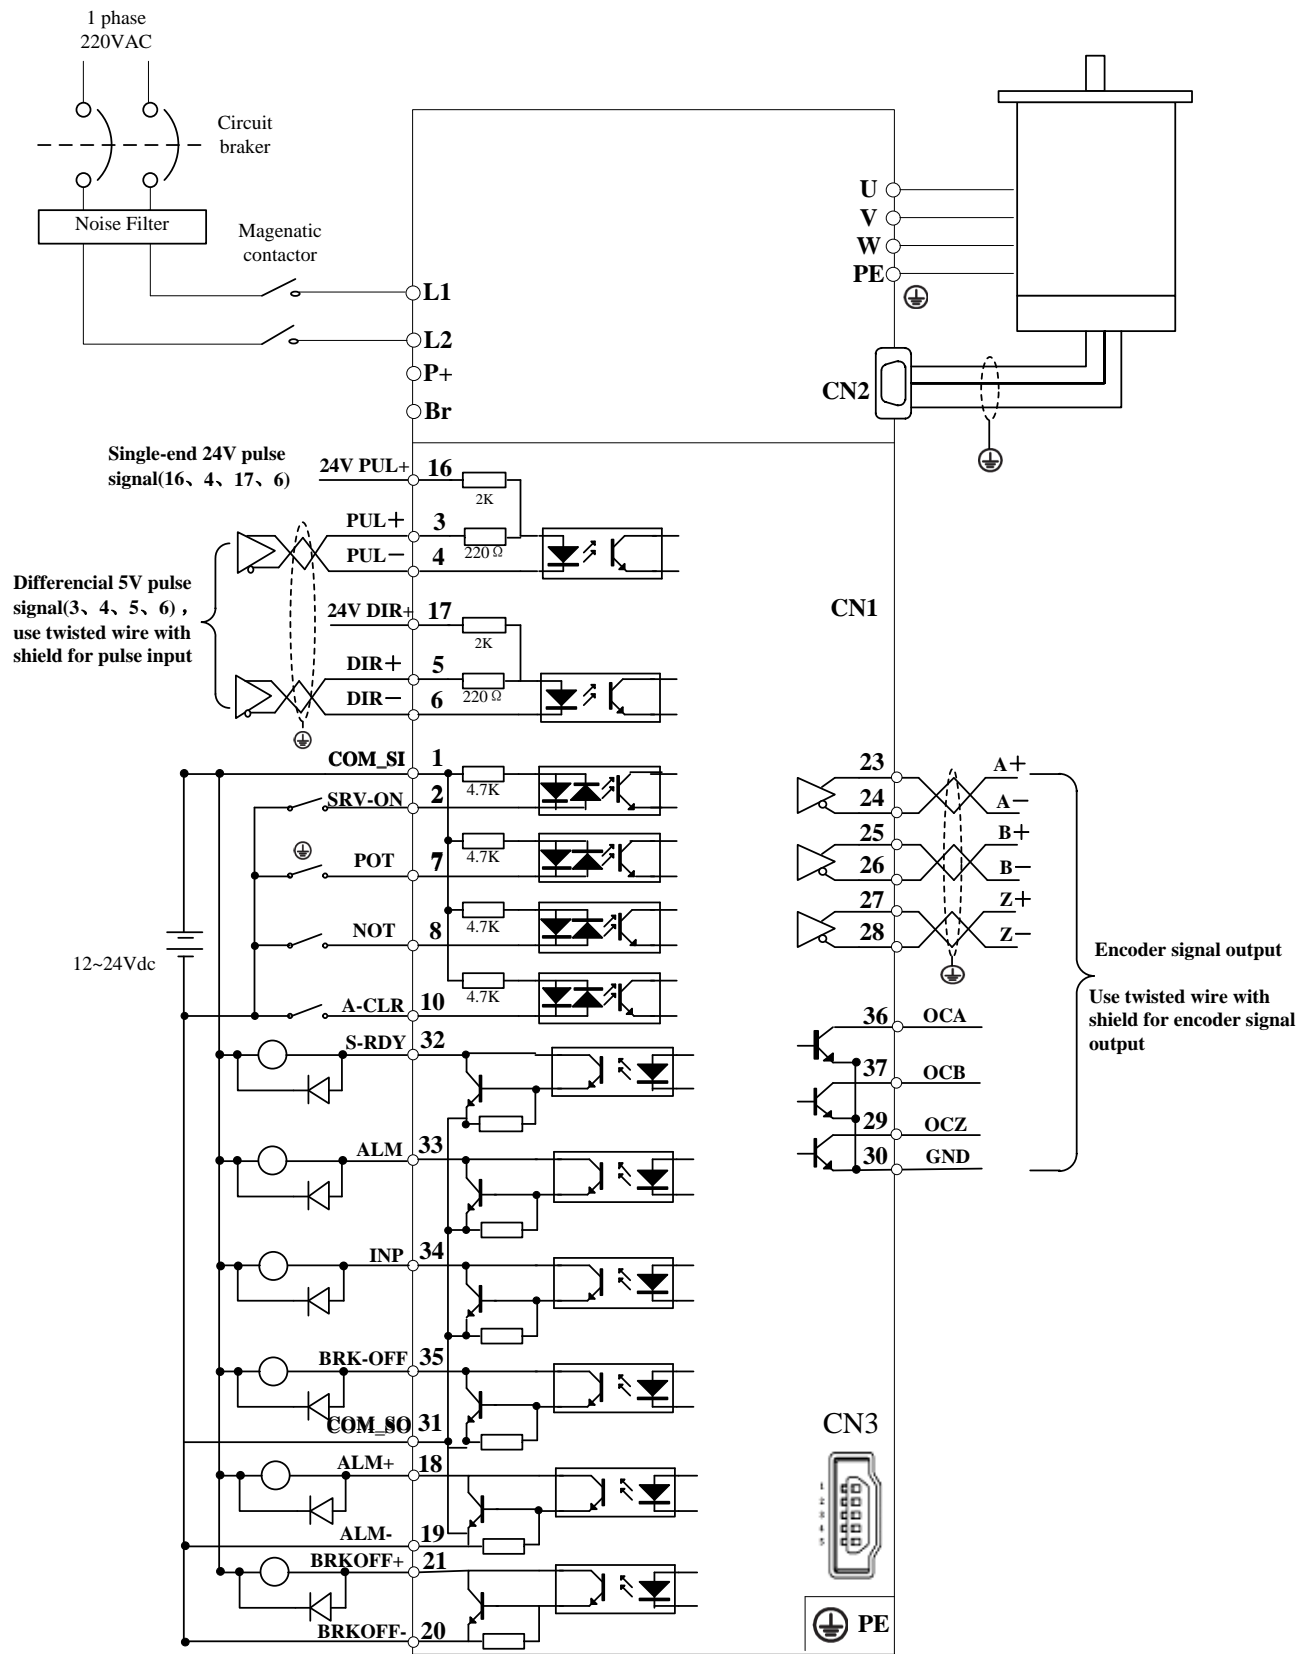 1 phase
220VAC
Circuit
braker
Noise Filter
Magenatic
contactor
L1
L2
P+
Br
U
V
W
PE
CN2
Single-end 24V pulse
signal(16、4、17、6)
24V PUL+ 16
2K
PUL+ 3
220Ω
PUL- 4
Differencial 5V pulse
signal(3、4、5、6) ,
use twisted wire with
shield for pulse input
24V DIR+ 17
2K
DIR+ 5
220Ω
DIR- 6
CN1
COM_SI 1
4.7K
SRV-ON 2
4.7K
POT 7
4.7K
NOT 8
4.7K
A-CLR 10
12~24Vdc
S-RDY 32
ALM 33
INP 34
BRK-OFF 35
COM_SO 31
ALM+ 18
ALM- 19
BRKOFF+ 21
BRKOFF- 20
23 A+
24 A-
25 B+
26 B-
27 Z+
28 Z-
Encoder signal output
Use twisted wire with
shield for encoder signal
output
36 OCA
37 OCB
29 OCZ
30 GND
CN3
1
2
3
4
5
PE